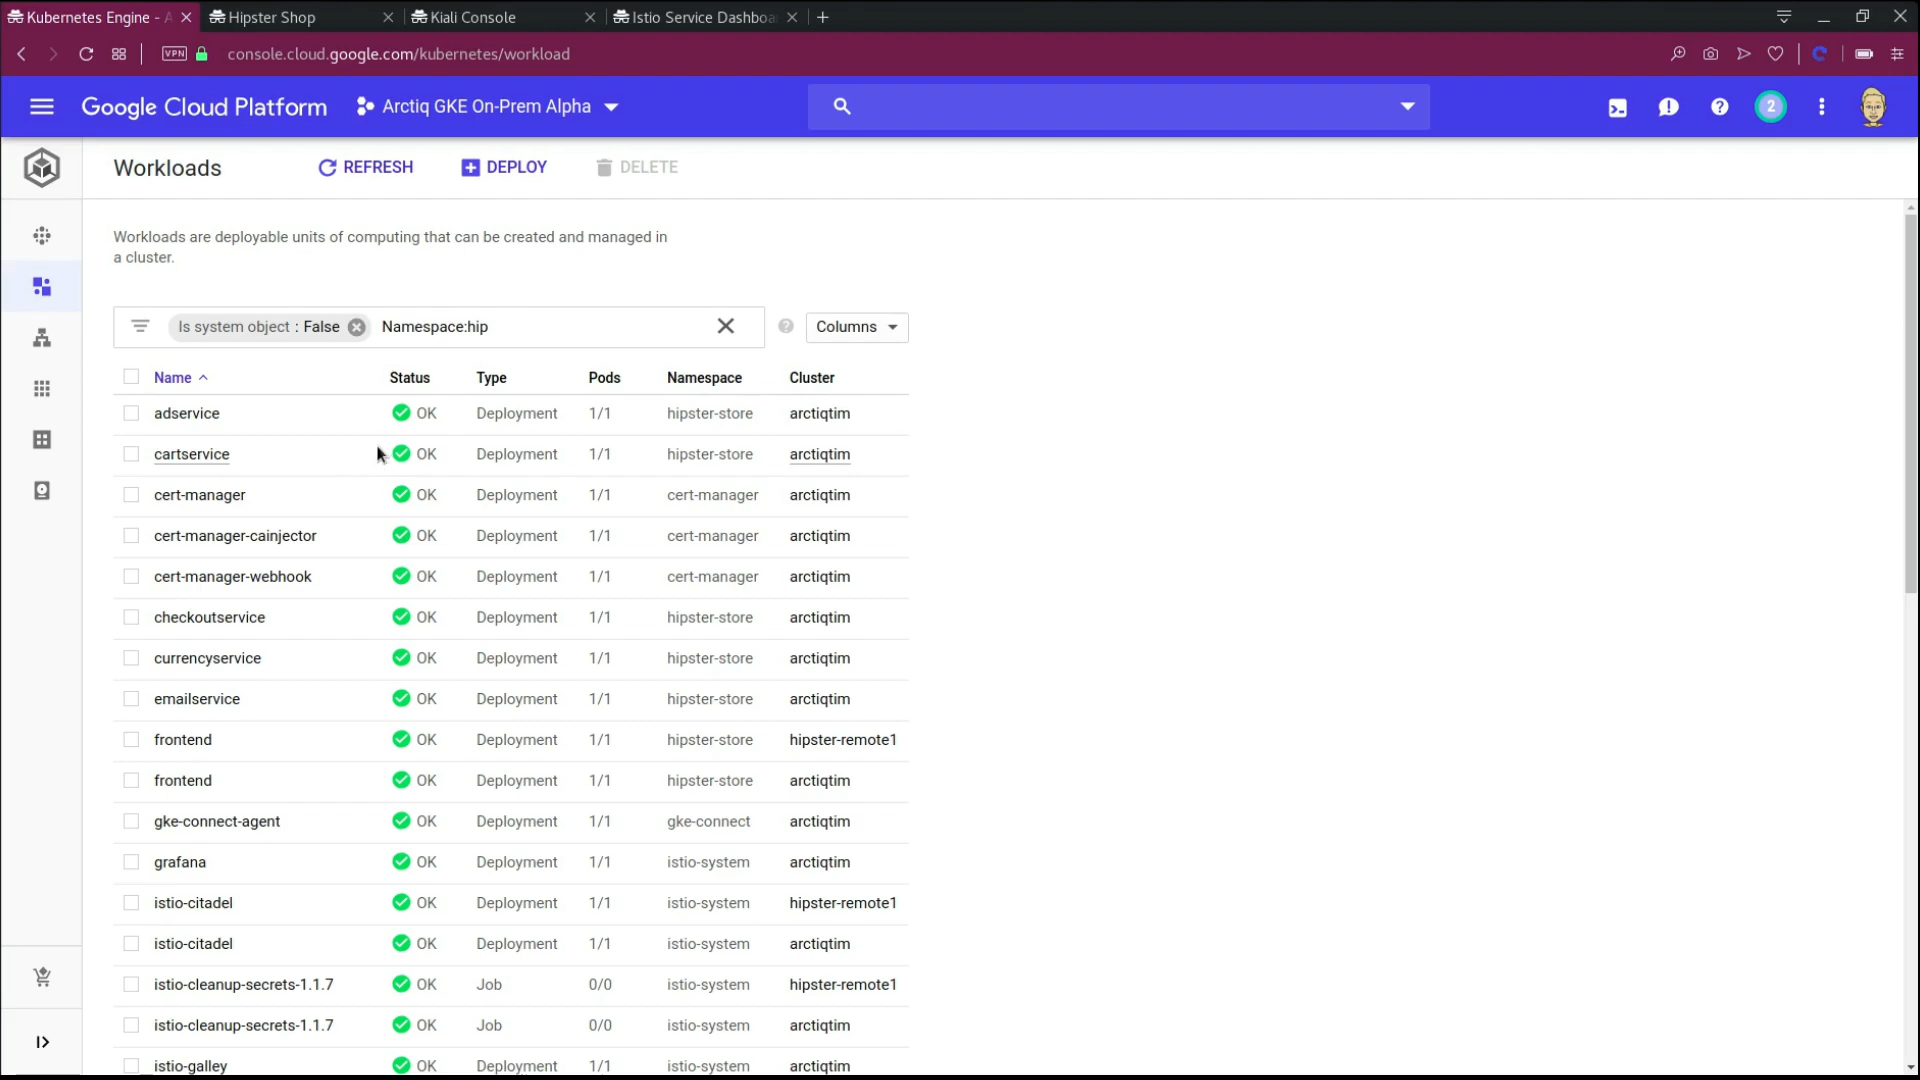 Kubernetes Engine - A
Hipster Shop
Kiali Console
Istio Service Dashboa
VPN
console.cloud.google.com/kubernetes/workload
Google Cloud Platform
Arctiq GKE On-Prem Alpha
2
Workloads
REFRESH
DEPLOY
DELETE
Workloads are deployable units of computing that can be created and managed in
a cluster.
Is system object : False Namespace:hip
Columns
Name Status Type Pods Namespace Cluster
adservice OK Deployment 1/1 hipster-store arctiqtim
cartservice OK Deployment 1/1 hipster-store arctiqtim
cert-manager OK Deployment 1/1 cert-manager arctiqtim
cert-manager-cainjector OK Deployment 1/1 cert-manager arctiqtim
cert-manager-webhook OK Deployment 1/1 cert-manager arctiqtim
checkoutservice OK Deployment 1/1 hipster-store arctiqtim
currencyservice OK Deployment 1/1 hipster-store arctiqtim
emailservice OK Deployment 1/1 hipster-store arctiqtim
frontend OK Deployment 1/1 hipster-store hipster-remote1
frontend OK Deployment 1/1 hipster-store arctiqtim
gke-connect-agent OK Deployment 1/1 gke-connect arctiqtim
grafana OK Deployment 1/1 istio-system arctiqtim
istio-citadel OK Deployment 1/1 istio-system hipster-remote1
istio-citadel OK Deployment 1/1 istio-system arctiqtim
istio-cleanup-secrets-1.1.7 OK Job 0/0 istio-system hipster-remote1
istio-cleanup-secrets-1.1.7 OK Job 0/0 istio-system arctiqtim
istio-galley OK Deployment 1/1 istio-system arctiqtim